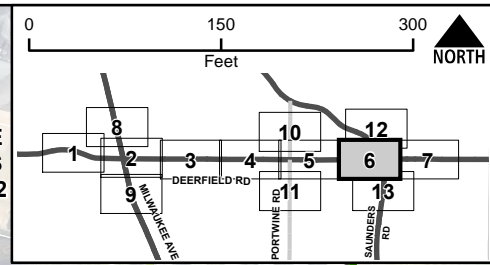 0 150 300
Feet
NORTH
8 10 12
1 2 3 4 5 6 7
DEERFIELD RD
9 11 13
MILWAUKEE AVE
PORTWINE RD
SAUNDERS
RD
2